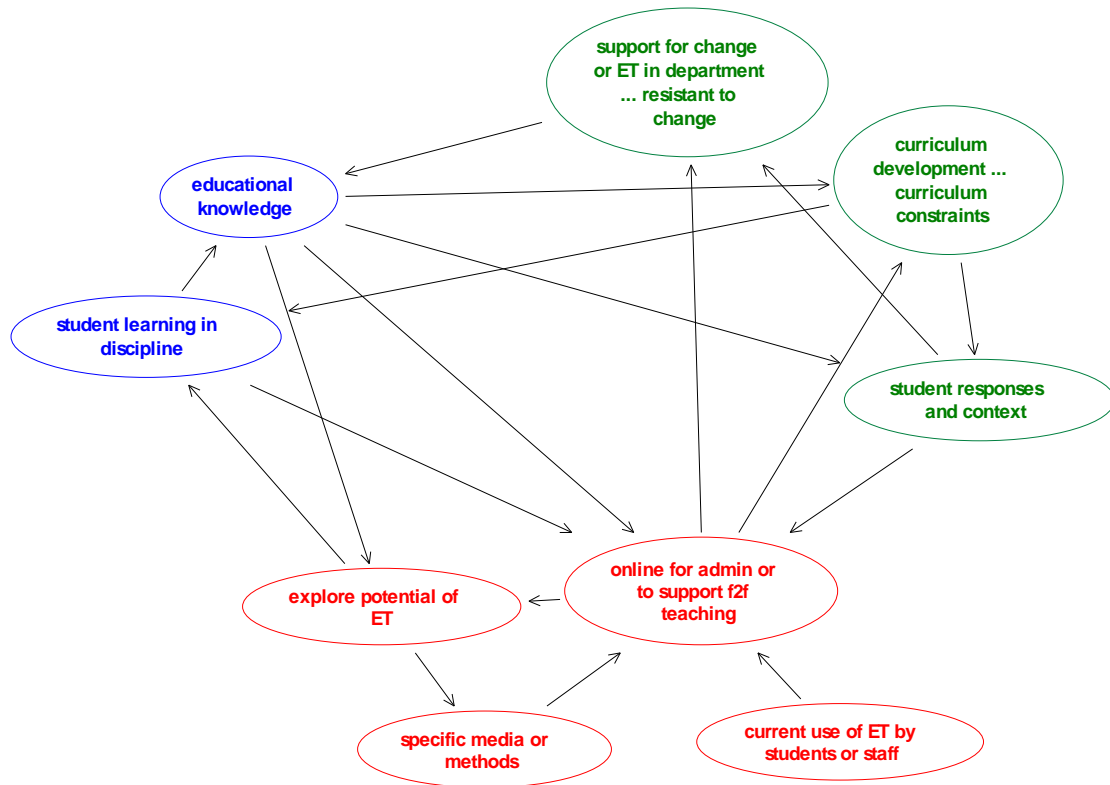 support for change
or ET in department
... resistant to
change
curriculum
development ...
curriculum
constraints
educational
knowledge
student learning in
discipline
student responses
and context
online for admin or
to support f2f
teaching
explore potential of
ET
specific media or
methods
current use of ET by
students or staff